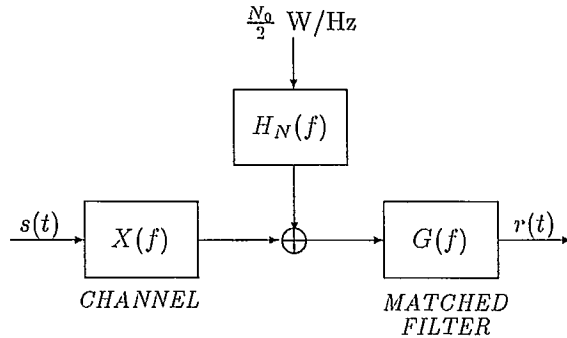 N₀/2 W/Hz
H_N(f)
s(t)
X(f)
G(f)
r(t)
CHANNEL
MATCHED
FILTER